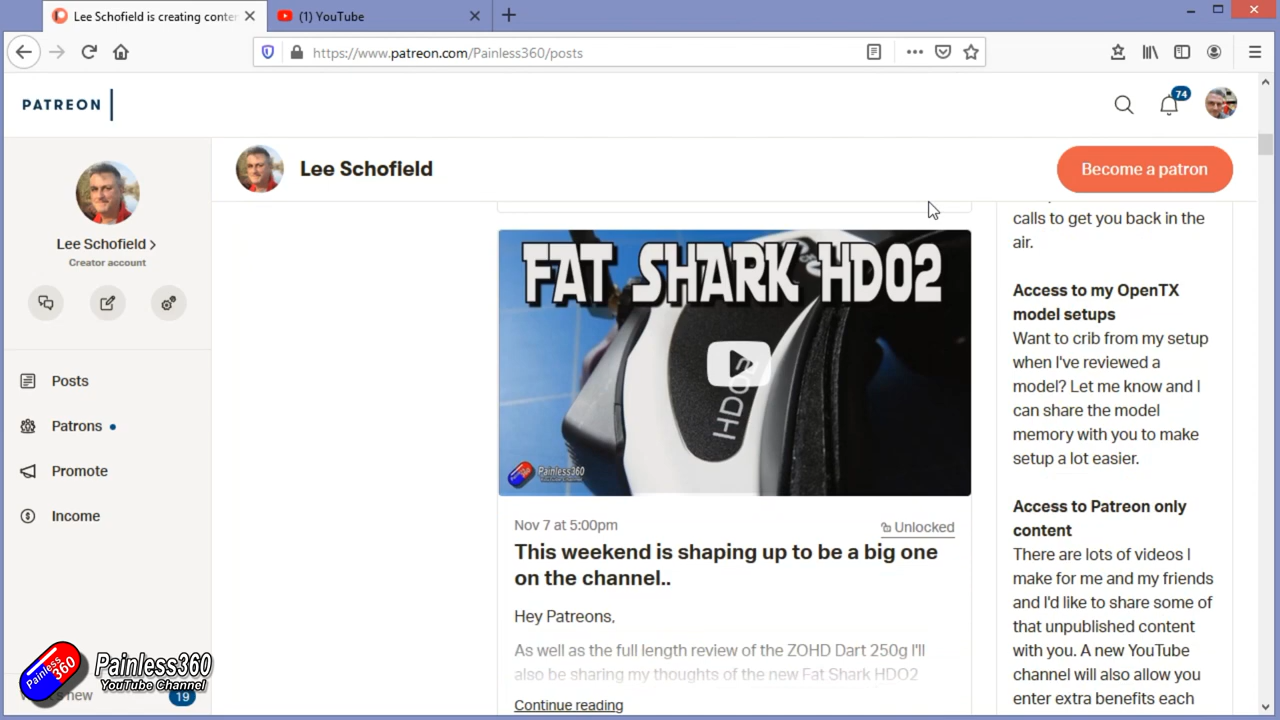 Lee Schofield is creating conter
(1) YouTube
https://www.patreon.com/Painless360/posts
PATREON
74
Lee Schofield
Become a patron
Lee Schofield
Creator account
Posts
Patrons
Promote
Income
19
Painless360
Painless360
YouTube Channel
FAT SHARK HDO2
HDO2
Painless360
YouTube Channel
Nov 7 at 5:00pm
Unlocked
This weekend is shaping up to be a big one
on the channel..
Hey Patreons,
As well as the full length review of the ZOHD Dart 250g I'll
also be sharing my thoughts of the new Fat Shark HDO2
Continue reading
calls to get you back in the
air.
Access to my OpenTX
model setups
Want to crib from my setup
when I've reviewed a
model? Let me know and I
can share the model
memory with you to make
setup a lot easier.
Access to Patreon only
content
There are lots of videos I
make for me and my friends
and I'd like to share some of
that unpublished content
with you. A new YouTube
channel will also allow you
enter extra benefits each